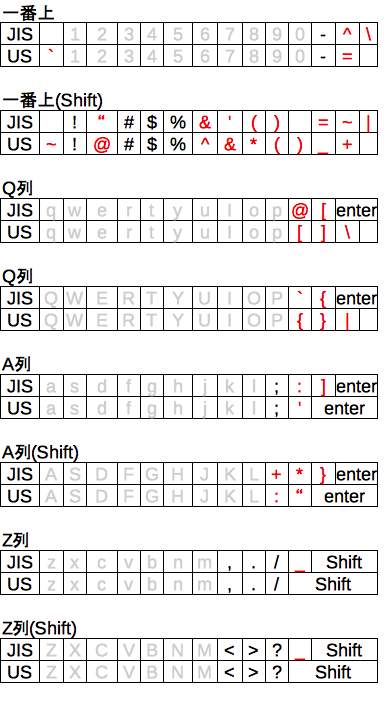 一番上
JIS 1 2 3 4 5 6 7 8 9 0 - ^ \
US ` 1 2 3 4 5 6 7 8 9 0 - =
一番上(Shift)
JIS ! “ # $ % & ' ( ) = ~ |
US ~ ! @ # $ % ^ & * ( ) _ +
Q列
JIS q w e r t y u I o p @ [ enter
US q w e r t y u I o p [ ] \
Q列
JIS Q W E R T Y U I O P ` { enter
US Q W E R T Y U I O P { } |
A列
JIS a s d f g h j k l ; : ] enter
US a s d f g h j k l ; ' enter
A列(Shift)
JIS A S D F G H J K L + * } enter
US A S D F G H J K L : “ enter
Z列
JIS z x c v b n m , . / _ Shift
US z x c v b n m , . / Shift
Z列(Shift)
JIS Z X C V B N M < > ? _ Shift
US Z X C V B N M < > ? Shift